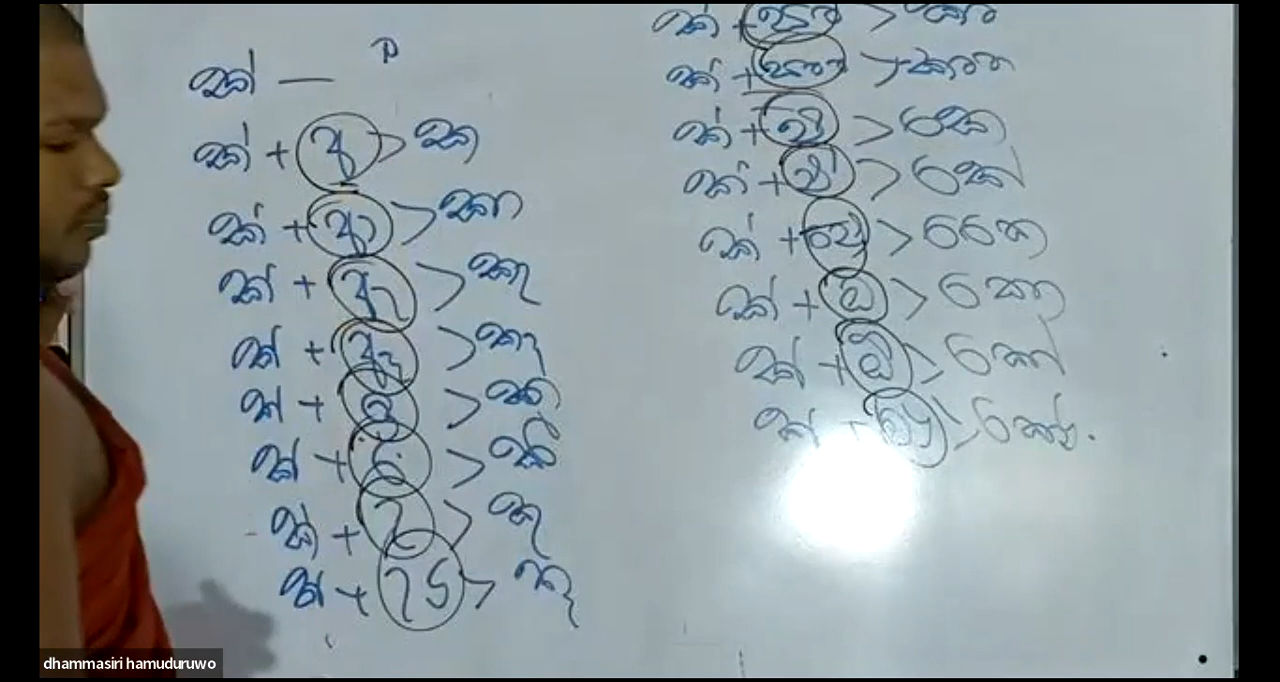 ක් —
ක් + අ > ක
ක් + ආ > කා
ක් + ඇ > කැ
ක් + ඈ > කෑ
ක් + ඉ > කි
ක් + ඊ > කී
ක් + උ > කු
ක් + ඌ > කූ
ක් + ඍ > කෘ
ක් + ඎ > කෲ
ක් + එ > කෙ
ක් + ඒ > කේ
ක් + ඓ > කෛ
ක් + ඔ > කො
ක් + ඕ > කෝ
ක් + ඖ > කෞ.
dhammasiri hamuduruwo